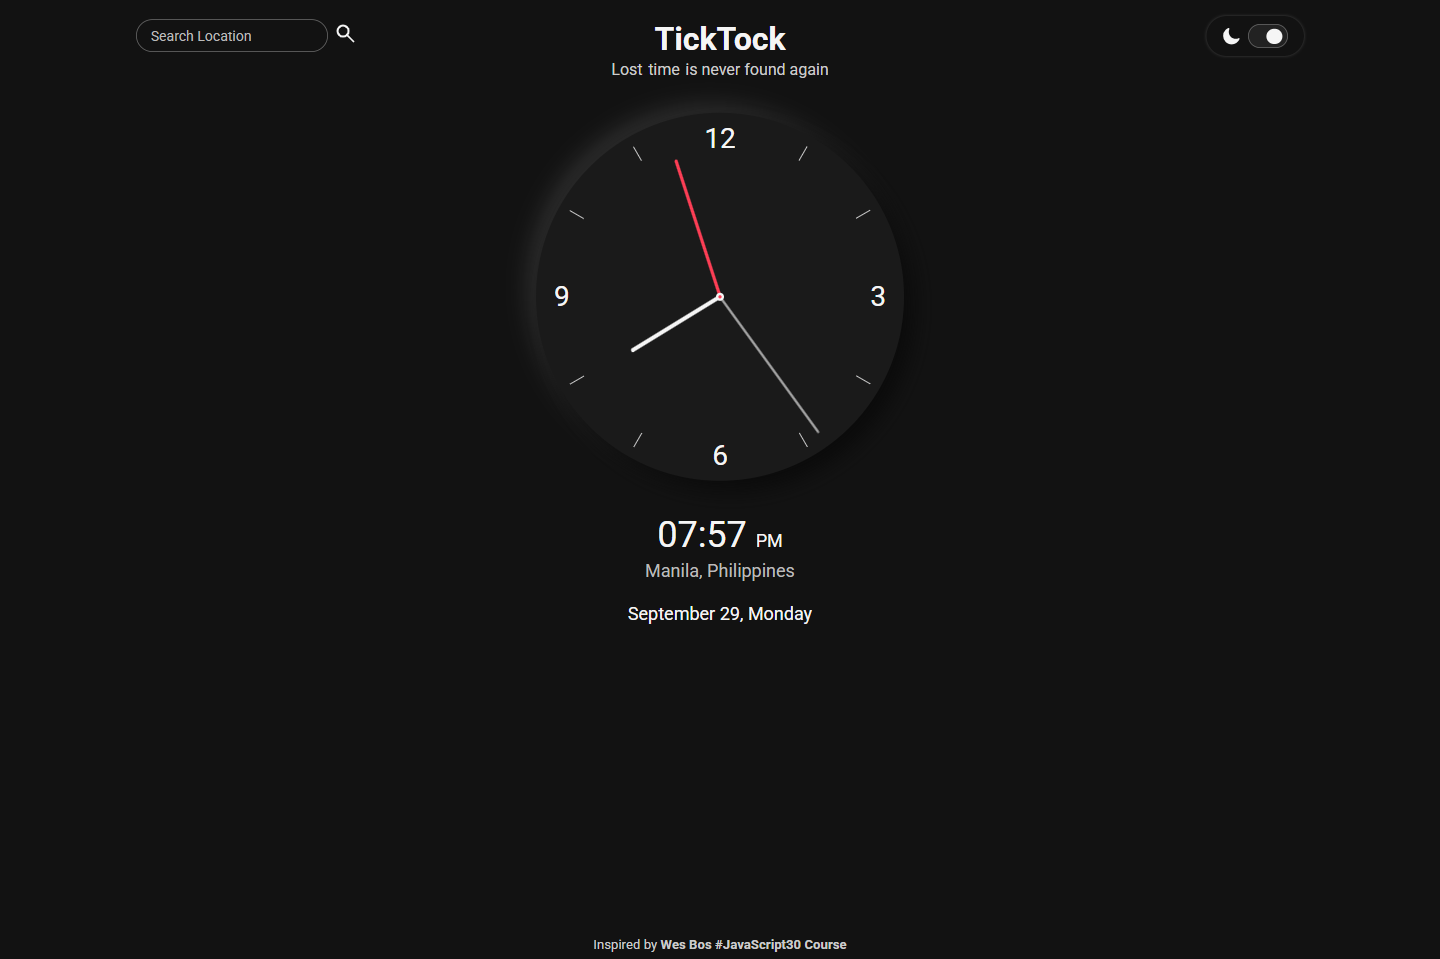 Search Location
TickTock
Lost time is never found again
12
9
3
6
07:57 PM
Manila, Philippines
September 29, Monday
Inspired by Wes Bos #JavaScript30 Course